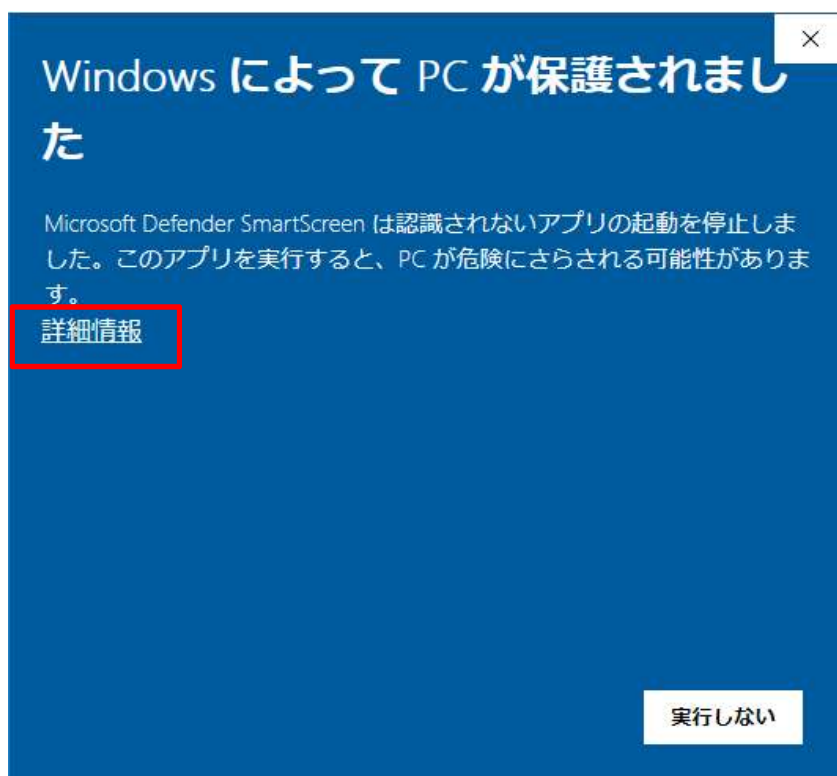 Windows によって PC が保護されまし
た
Microsoft Defender SmartScreen は認識されないアプリの起動を停止しま
した。このアプリを実行すると、PC が危険にさらされる可能性がありま
す。
詳細情報
実行しない